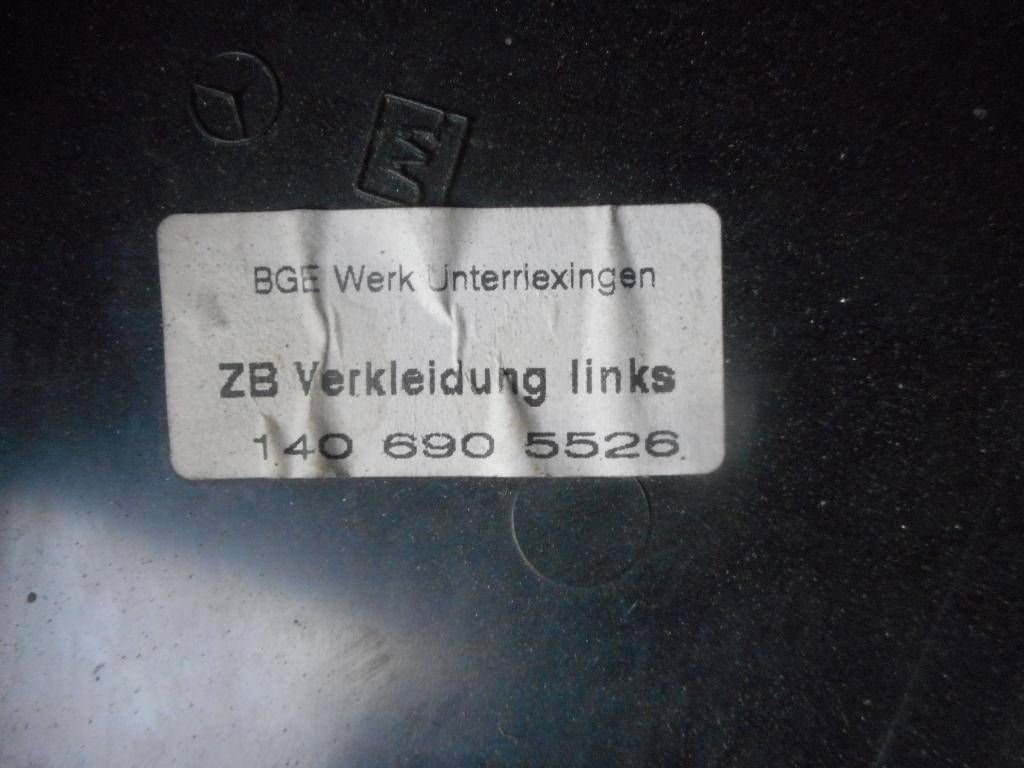 BGE Werk Unterriexingen
ZB Verkleidung links
140 690 5526